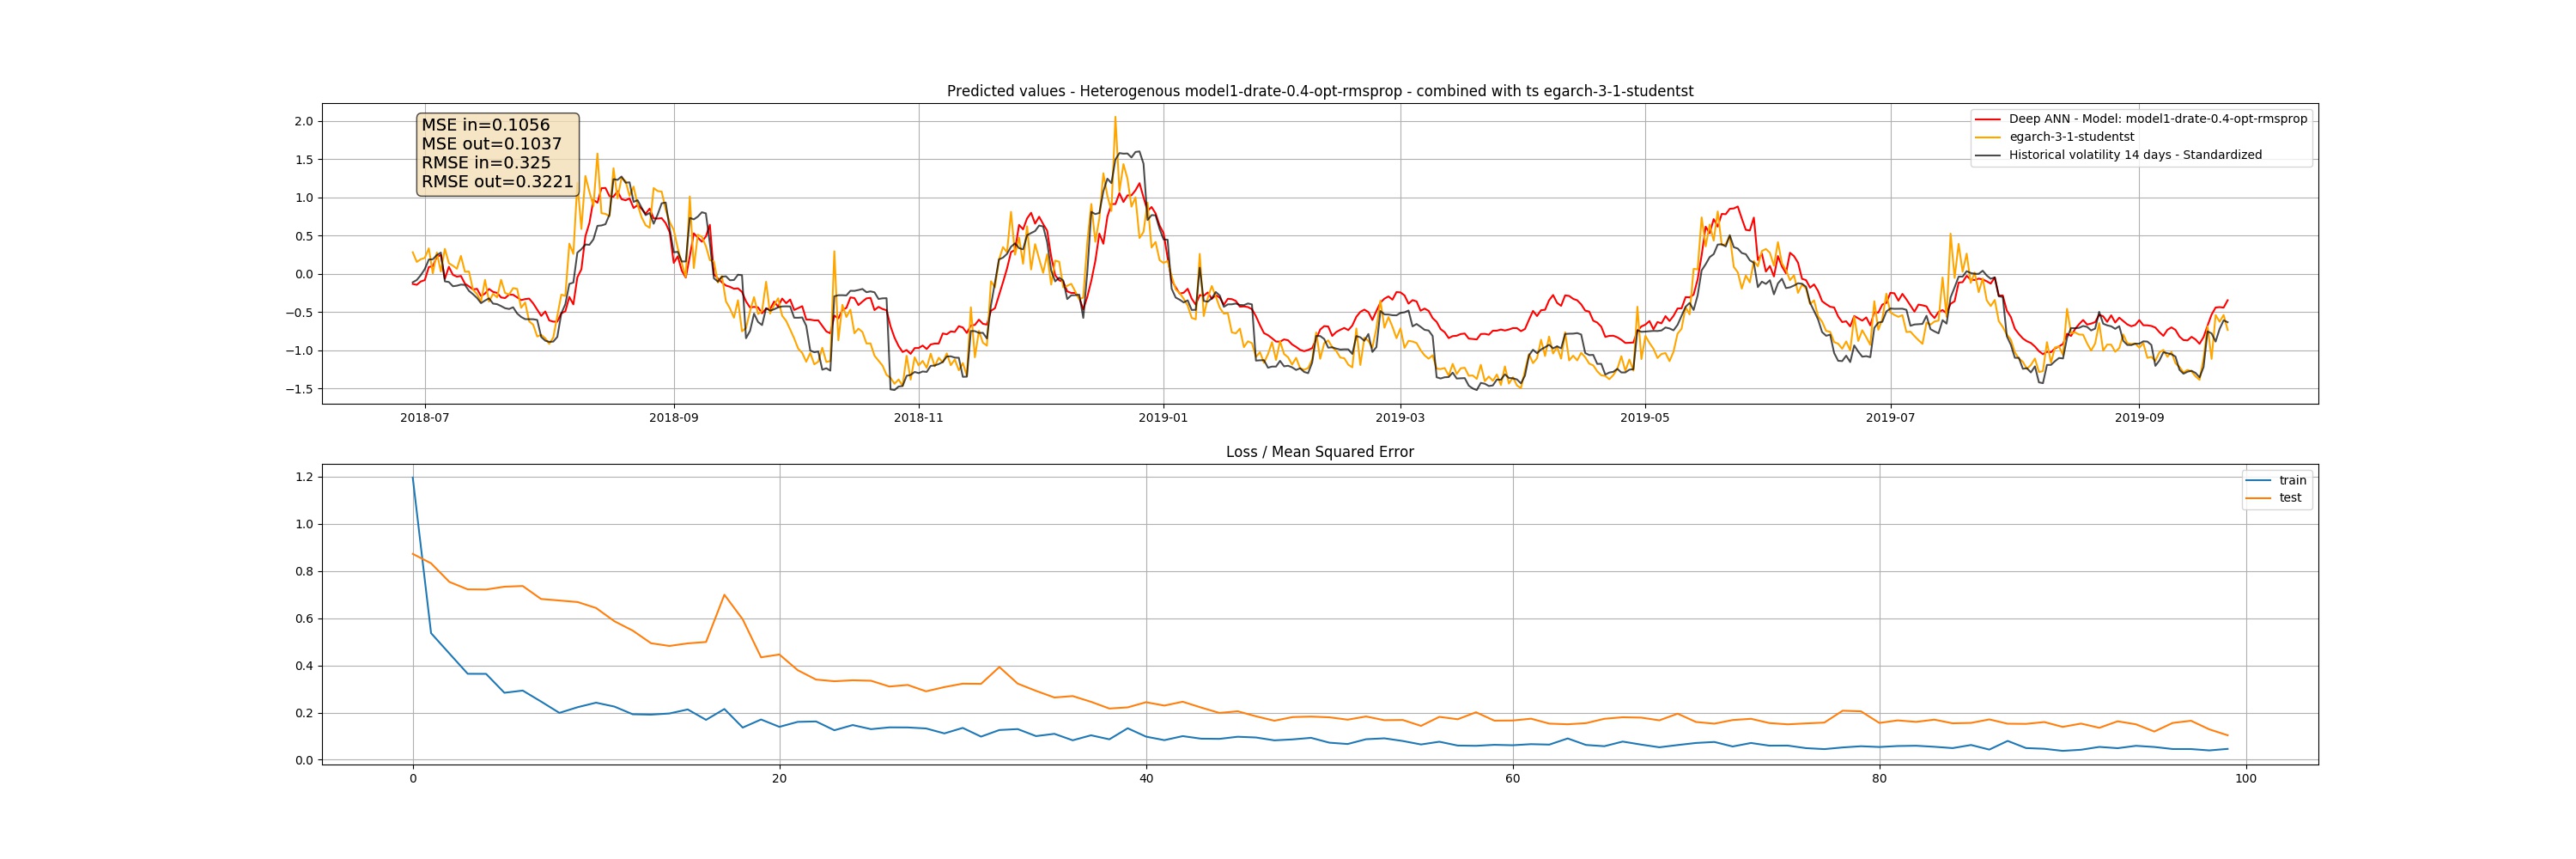 Predicted values - Heterogenous model1-drate-0.4-opt-rmsprop - combined with ts egarch-3-1-studentst
MSE in=0.1056
MSE out=0.1037
RMSE in=0.325
RMSE out=0.3221
Deep ANN - Model: model1-drate-0.4-opt-rmsprop
egarch-3-1-studentst
Historical volatility 14 days - Standardized
2.0
1.5
1.0
0.5
0.0
−0.5
−1.0
−1.5
2018-07 2018-09 2018-11 2019-01 2019-03 2019-05 2019-07 2019-09
Loss / Mean Squared Error
train
test
1.2
1.0
0.8
0.6
0.4
0.2
0.0
0 20 40 60 80 100